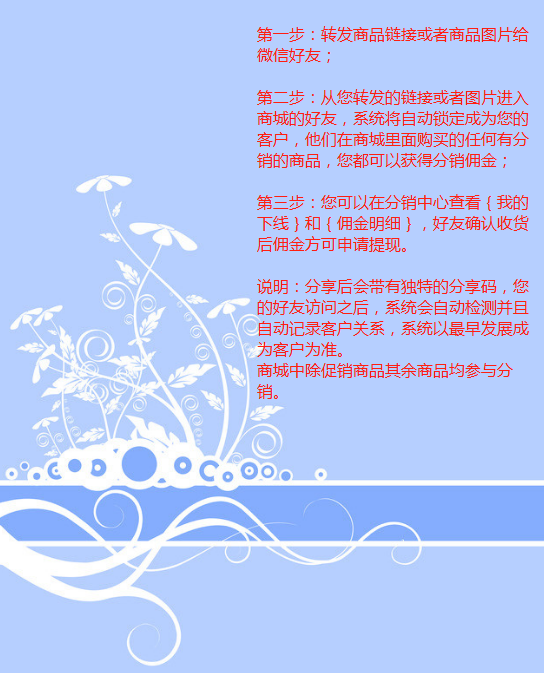 第一步：转发商品链接或者商品图片给
微信好友；
第二步：从您转发的链接或者图片进入
商城的好友，系统将自动锁定成为您的
客户，他们在商城里面购买的任何有分
销的商品，您都可以获得分销佣金；
第三步：您可以在分销中心查看｛我的
下线｝和｛佣金明细｝，好友确认收货
后佣金方可申请提现。
说明：分享后会带有独特的分享码，您
的好友访问之后，系统会自动检测并且
自动记录客户关系，系统以最早发展成
为客户为准。
商城中除促销商品其余商品均参与分
销。